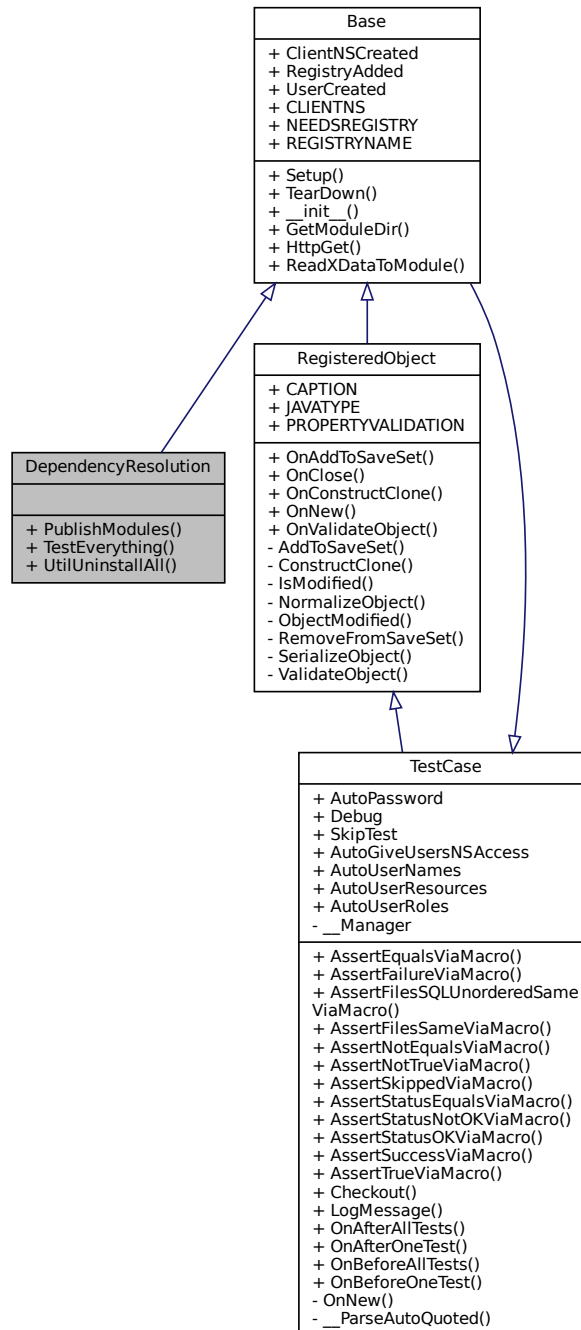 Base
+ ClientNSCreated
+ RegistryAdded
+ UserCreated
+ CLIENTNS
+ NEEDSREGISTRY
+ REGISTRYNAME
+ Setup()
+ TearDown()
+ __init__()
+ GetModuleDir()
+ HttpGet()
+ ReadXDataToModule()
RegisteredObject
+ CAPTION
+ JAVATYPE
+ PROPERTYVALIDATION
+ OnAddToSaveSet()
+ OnClose()
+ OnConstructClone()
+ OnNew()
+ OnValidateObject()
- AddToSaveSet()
- ConstructClone()
- IsModified()
- NormalizeObject()
- ObjectModified()
- RemoveFromSaveSet()
- SerializeObject()
- ValidateObject()
DependencyResolution
+ PublishModules()
+ TestEverything()
+ UtilUninstallAll()
TestCase
+ AutoPassword
+ Debug
+ SkipTest
+ AutoGiveUsersNSAccess
+ AutoUserNames
+ AutoUserResources
+ AutoUserRoles
- __Manager
+ AssertEqualsViaMacro()
+ AssertFailureViaMacro()
+ AssertFilesSQLUnorderedSame
ViaMacro()
+ AssertFilesSameViaMacro()
+ AssertNotEqualsViaMacro()
+ AssertNotTrueViaMacro()
+ AssertSkippedViaMacro()
+ AssertStatusEqualsViaMacro()
+ AssertStatusNotOKViaMacro()
+ AssertStatusOKViaMacro()
+ AssertSuccessViaMacro()
+ AssertTrueViaMacro()
+ Checkout()
+ LogMessage()
+ OnAfterAllTests()
+ OnAfterOneTest()
+ OnBeforeAllTests()
+ OnBeforeOneTest()
- OnNew()
- __ParseAutoQuoted()